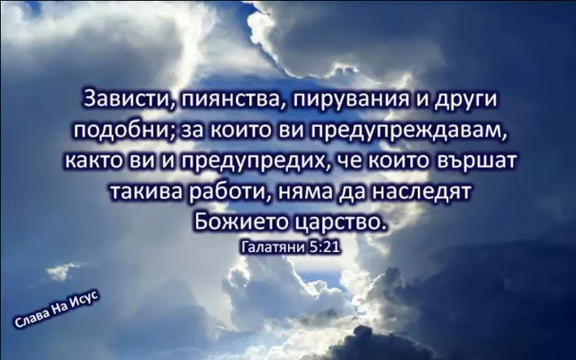 Зависти, пиянства, пирувания и други
подобни; за които ви предупреждавам,
както ви и предупредих, че които вършат
такива работи, няма да наследят
Божието царство.
Галатяни 5:21
Слава На Исус